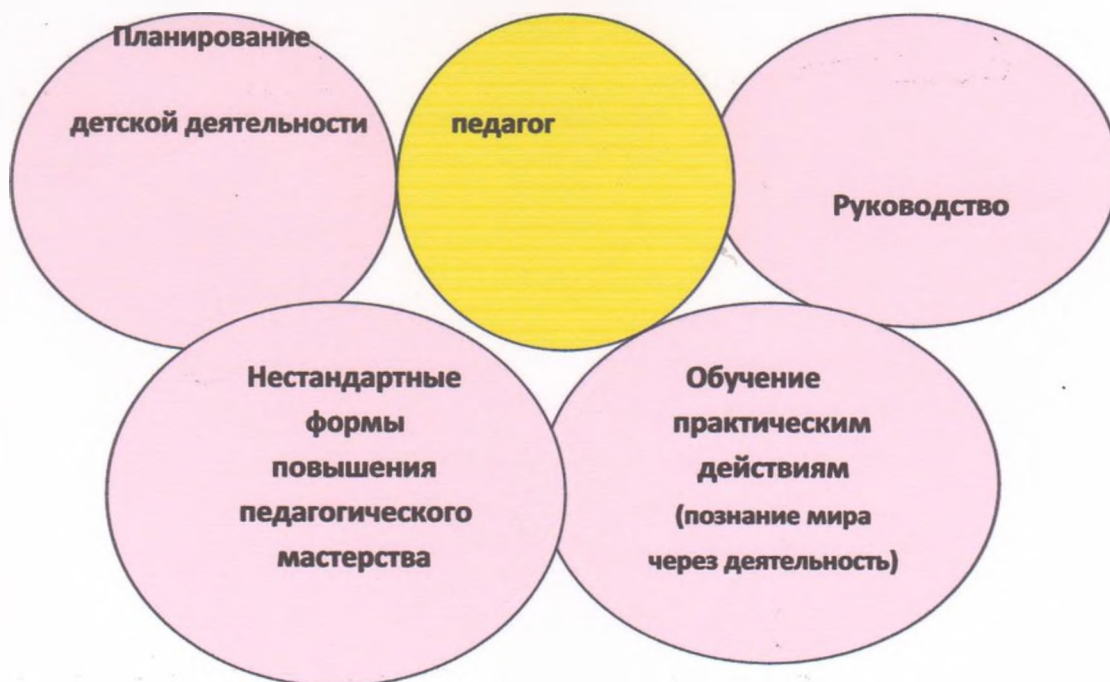 Планирование
детской деятельности
педагог
Руководство
Нестандартные
формы
повышения
педагогического
мастерства
Обучение
практическим
действиям
(познание мира
через деятельность)